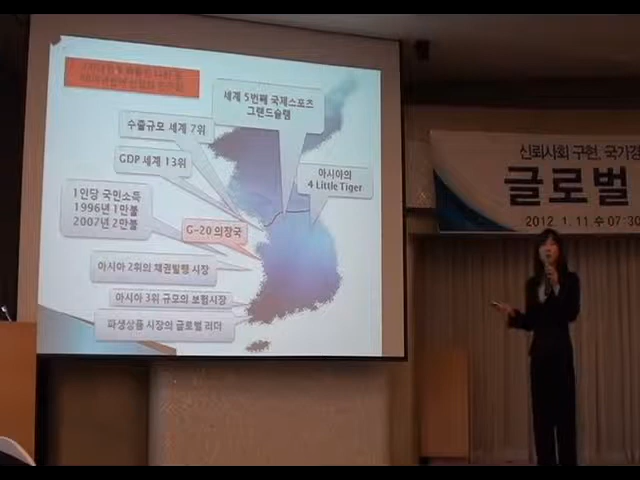 세계 5번째 국제스포츠
그랜드슬램
수출규모 세계 7위
GDP 세계 13위
아시아의
4 Little Tiger
1인당 국민소득
1996년 1만불
2007년 2만불
G-20 의장국
아시아 2위의 채권발행 시장
아시아 3위 규모의 보험시장
파생상품 시장의 글로벌 리더
신뢰사회 구현, 국가경
글로벌
2012. 1. 11 수 07:30